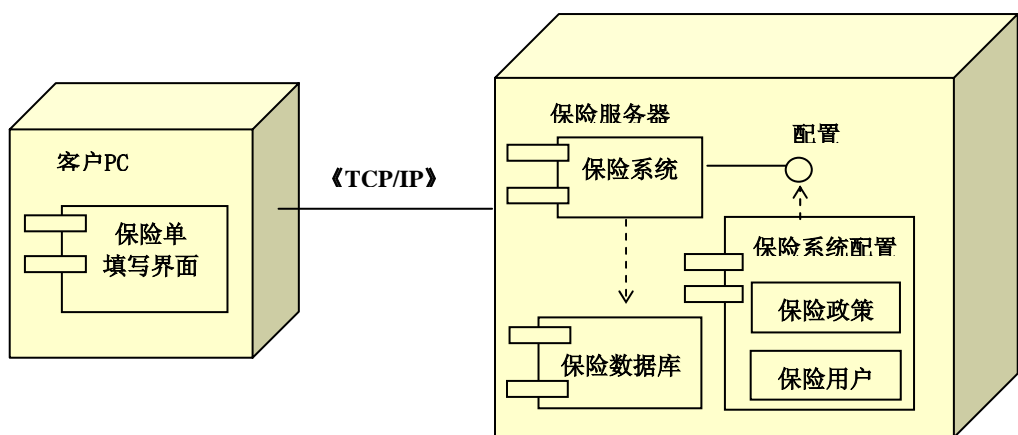 客户PC
保险单
填写界面
《TCP/IP》
保险服务器
保险系统
配置
保险系统配置
保险政策
保险用户
保险数据库